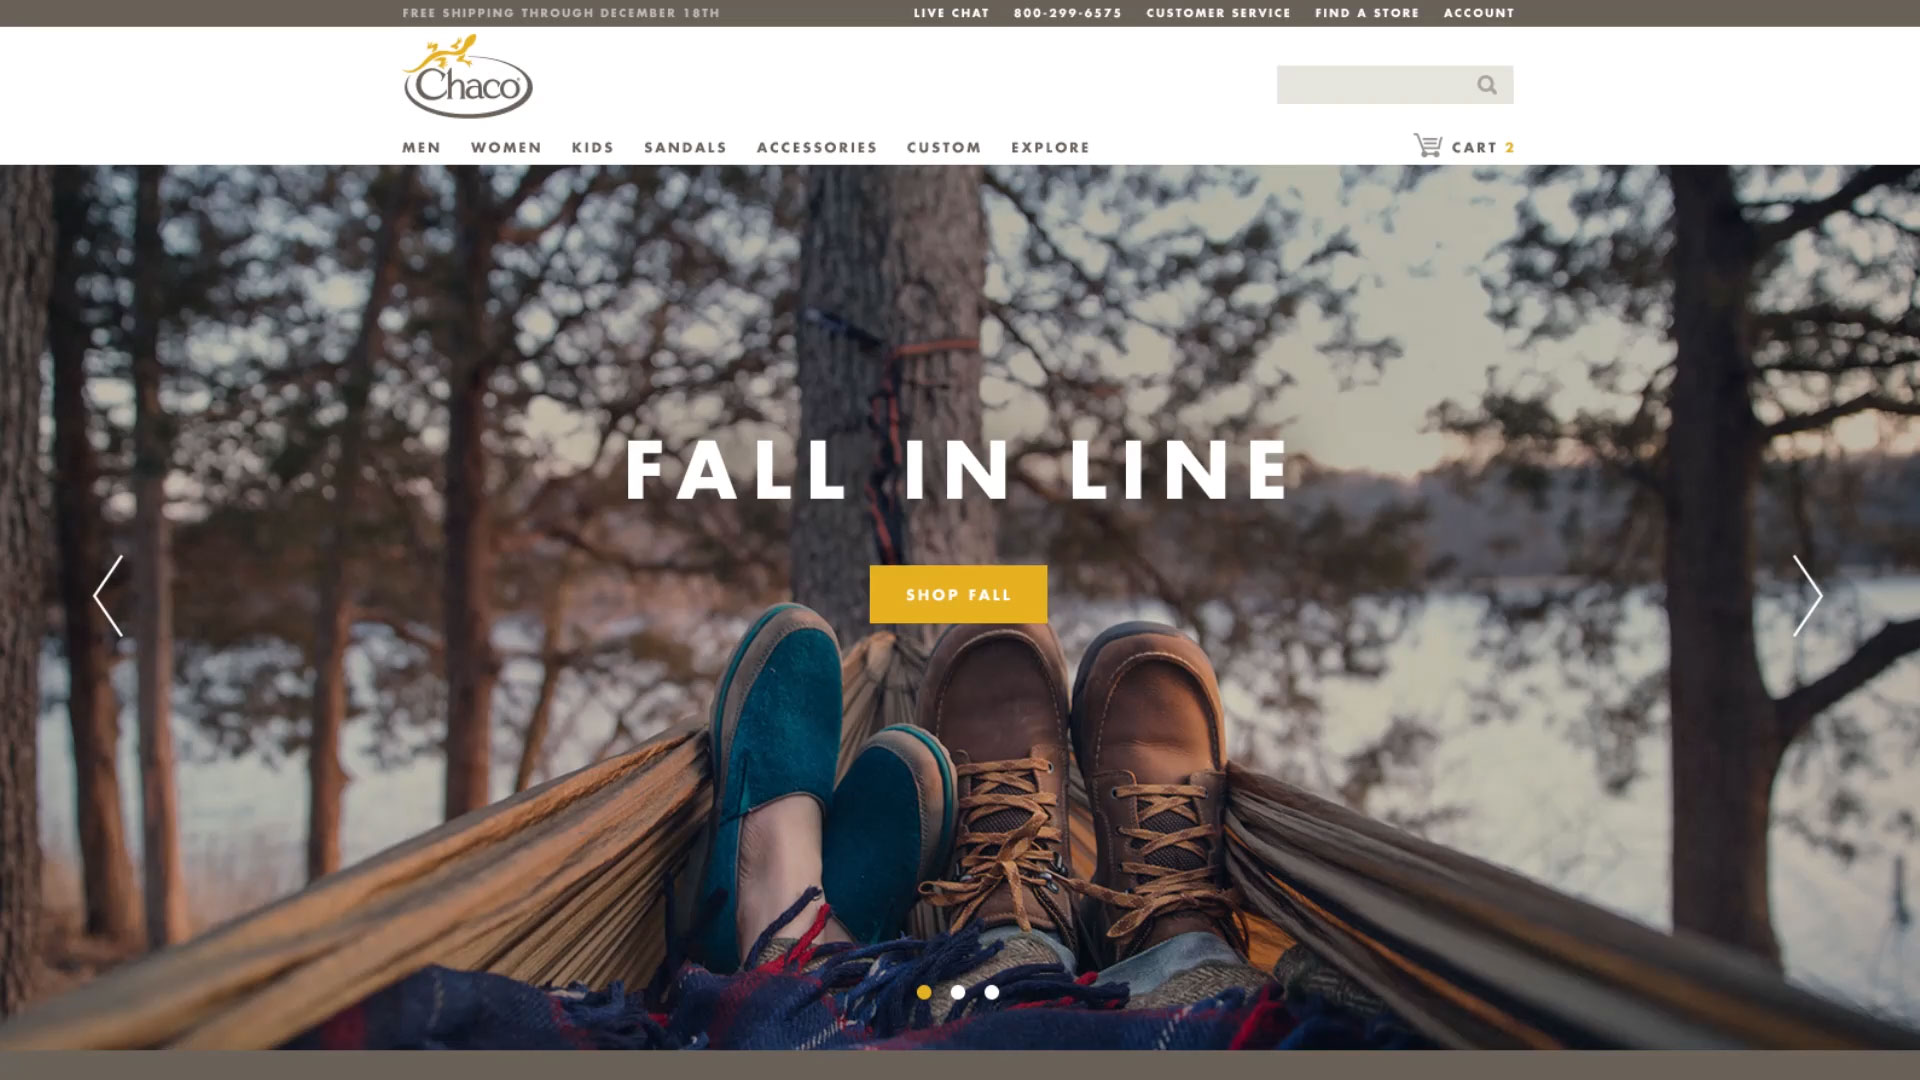 FREE SHIPPING THROUGH DECEMBER 18TH
LIVE CHAT 800-299-6575 CUSTOMER SERVICE FIND A STORE ACCOUNT
Chaco
MEN WOMEN KIDS SANDALS ACCESSORIES CUSTOM EXPLORE
CART 2
FALL IN LINE
SHOP FALL